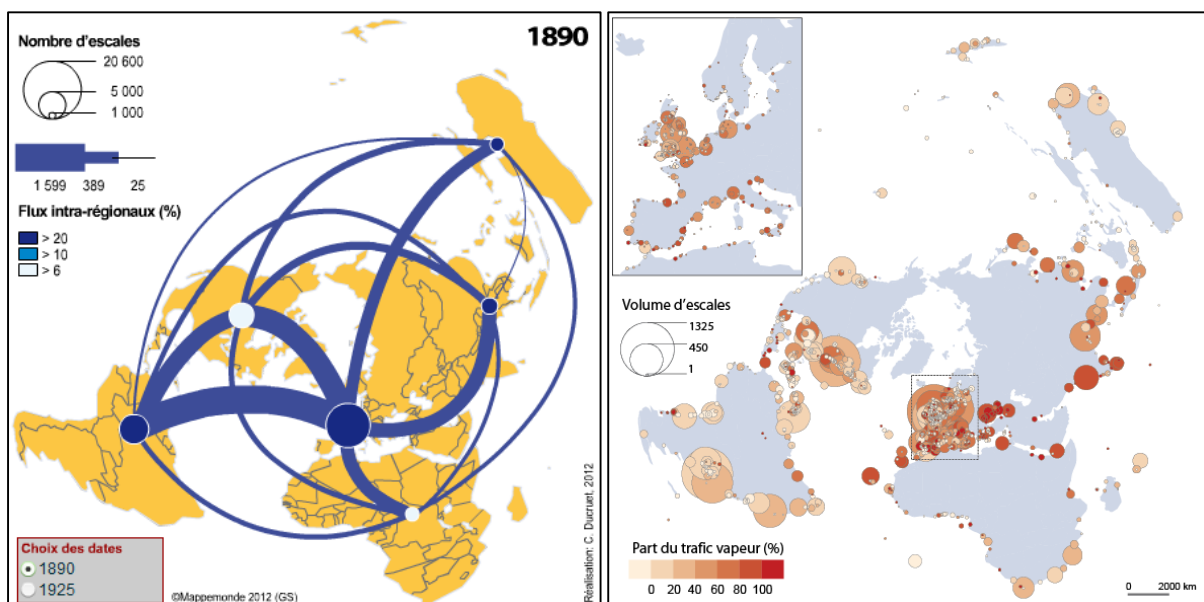 Nombre d'escales
1890
20 600
5 000
1 000
1 599 389 25
Flux intra-régionaux (%)
> 20
> 10
> 6
Choix des dates
1890
1925
©Mappemonde 2012 (GS)
Réalisation: C. Ducruet, 2012
Volume d'escales
1325
450
1
Part du trafic vapeur (%)
0 20 40 60 80 100
0 2000 km